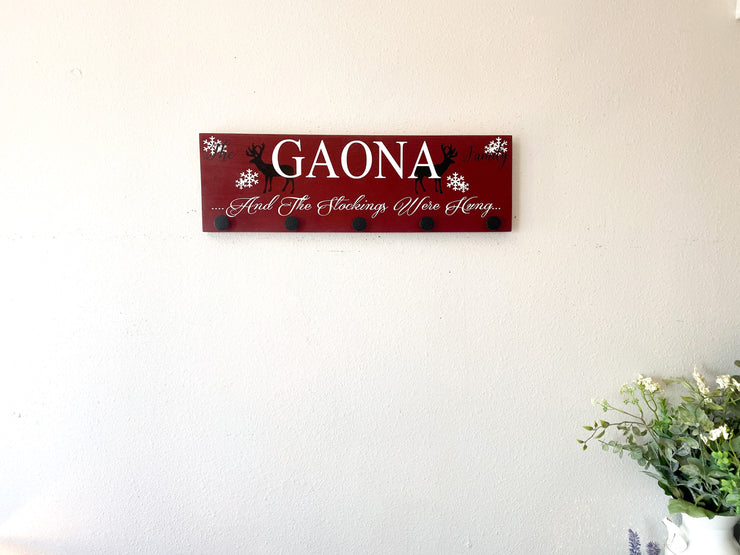 The GAONA Family
....And The Stockings Were Hung...